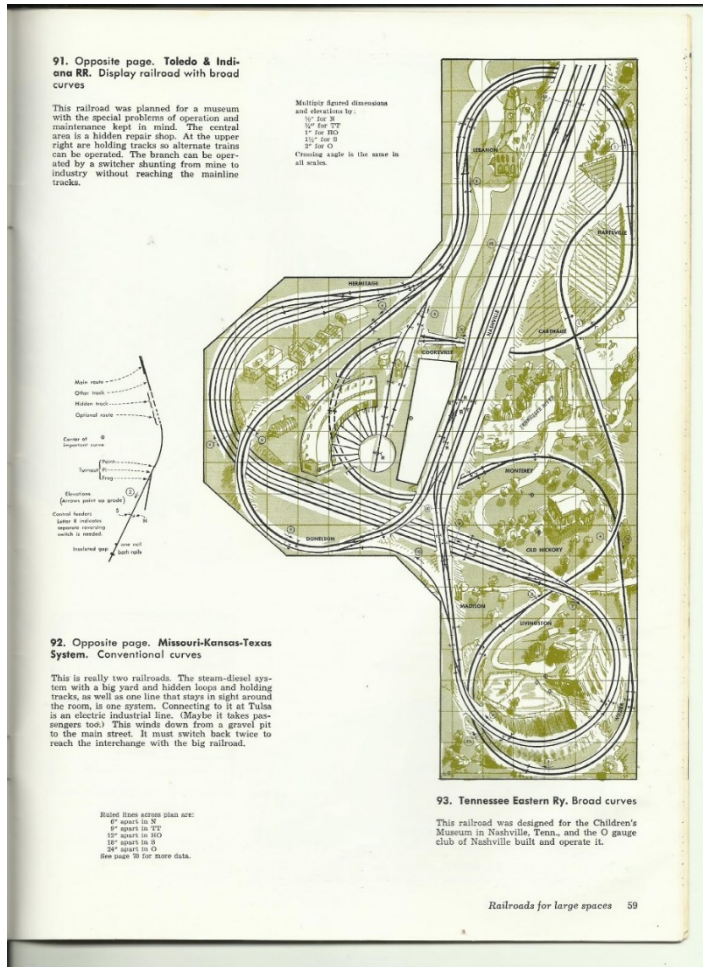 91. Opposite page. Toledo & Indi-
ana RR. Display railroad with broad
curves
This railroad was planned for a museum
with the special problems of operation and
maintenance kept in mind. The central
area is a hidden repair shop. At the upper
right are holding tracks so alternate trains
can be operated. The branch can be oper-
ated by a switcher shunting from mine to
industry without reaching the mainline
tracks.
Multiply figured dimensions
and elevations by:
½" for N
¾" for TT
1" for HO
1½" for S
2" for O
Crossing angle is the same in
all scales.
LEBANON
HARTSVILLE
HERMITAGE
NASHVILLE
CARTHAGE
COOKEVILLE
MONTEREY
DONELSON
OLD HICKORY
MADISON
LIVINGSTON
Main route
Other track
Hidden track
Optional route
Center of
important curve
Turnout
Point
PI
Frog
Elevations
(Arrows point up grade)
Control feeders
Letter R indicates
separate reversing
switch is needed.
Insulated gap
one rail
both rails
92. Opposite page. Missouri-Kansas-Texas
System. Conventional curves
This is really two railroads. The steam-diesel sys-
tem with a big yard and hidden loops and holding
tracks, as well as one line that stays in sight around
the room, is one system. Connecting to it at Tulsa
is an electric industrial line. (Maybe it takes pas-
sengers too.) This winds down from a gravel pit
to the main street. It must switch back twice to
reach the interchange with the big railroad.
Ruled lines across plan are:
6" apart in N
9" apart in TT
12" apart in HO
18" apart in S
24" apart in O
See page 70 for more data.
93. Tennessee Eastern Ry. Broad curves
This railroad was designed for the Children's
Museum in Nashville, Tenn., and the O gauge
club of Nashville built and operate it.
Railroads for large spaces 59